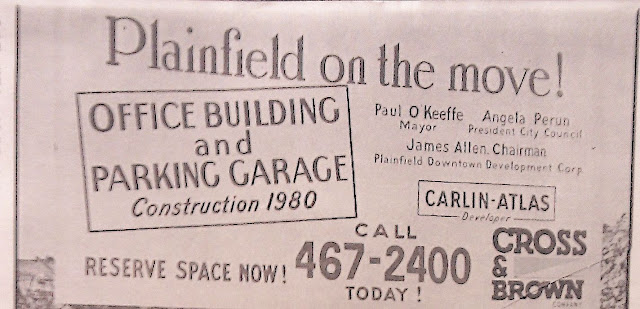 Plainfield on the move!
OFFICE BUILDING
and
PARKING GARAGE
Construction 1980
Paul O'Keeffe
Mayor
Angela Perun
President City Council
James Allen, Chairman
Plainfield Downtown Development Corp.
CARLIN-ATLAS
Developer
RESERVE SPACE NOW!
CALL
467-2400
TODAY!
CROSS
&
BROWN
COMPANY